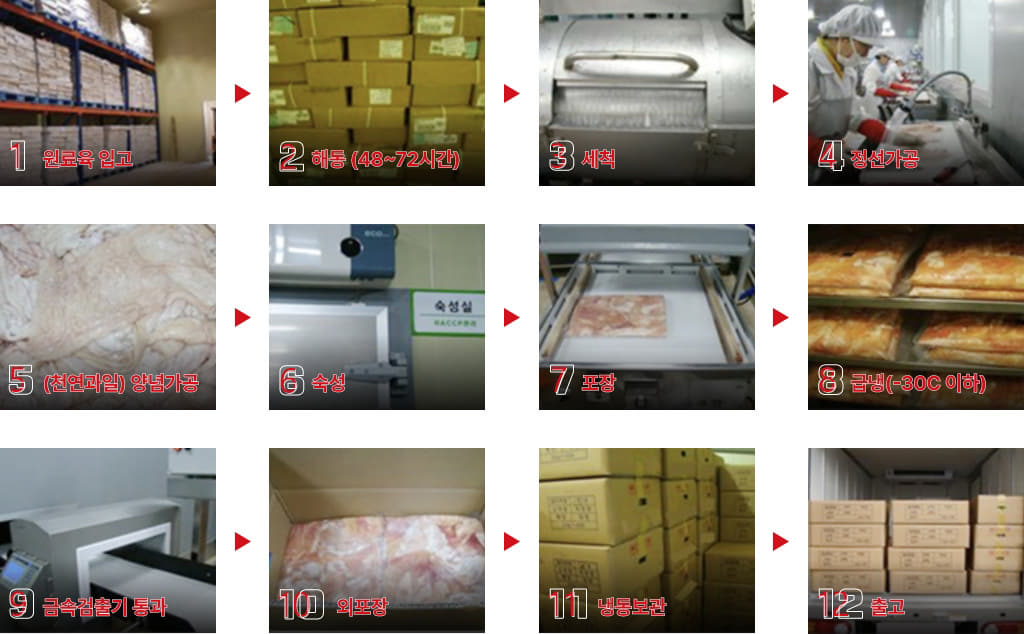 1 원료육 입고
2 해동 (48~72시간)
3 세척
4 정선가공
5 (천연과일) 양념가공
eco
숙성실
HACCP
6 숙성
7 포장
8 급냉(-30C 이하)
9 금속검출기 통과
10 외포장
11 냉동보관
12 출고